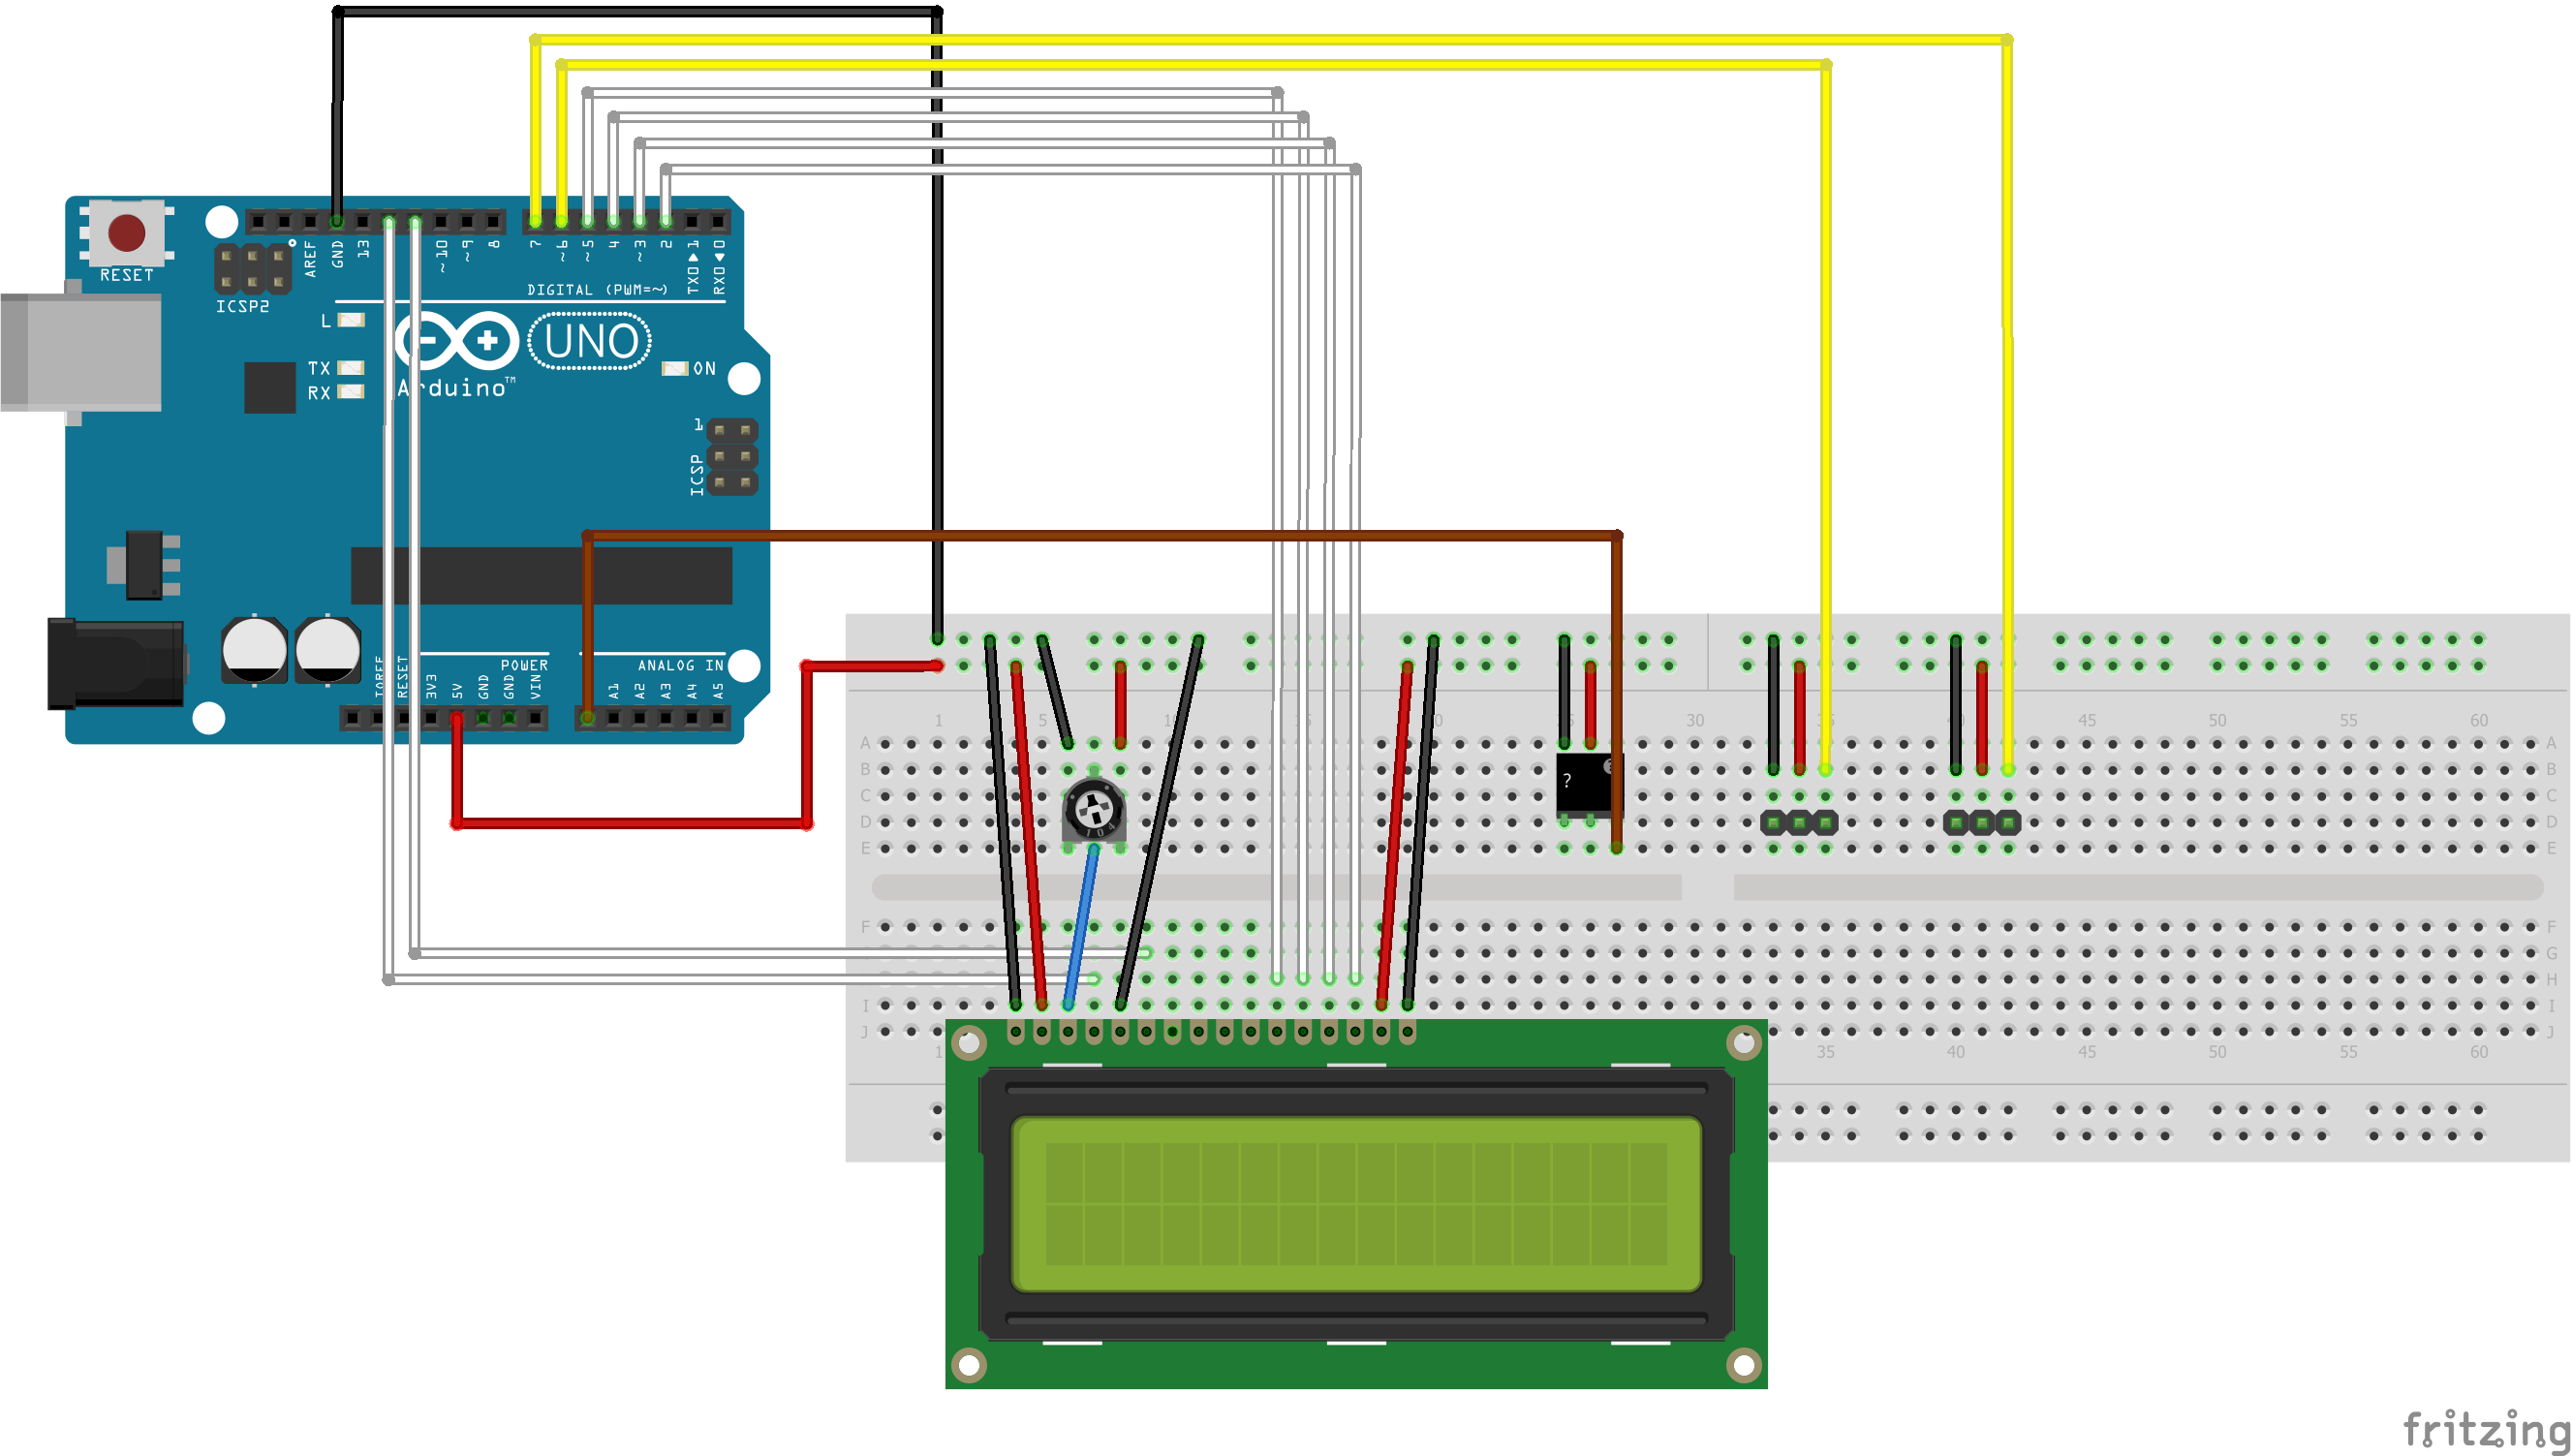 RESET
ICSP2
AREF
GND
13
~10
~9
8
7
~6
~5
4
~3
2
TX0 ▶ 1
RX0 ◀ 0
DIGITAL (PWM=~)
L
TX
RX
UNO
Arduino™
ON
1
ICSP
POWER
ANALOG IN
IOREF
RESET
3V3
5V
GND
GND
VIN
A1
A2
A3
A4
A5
1 5 30 45 50 55 60
A A
B B
C C
D D
E E
?
104
F F
G G
H H
I I
J J
1 35 40 45 50 55 60
fritzing